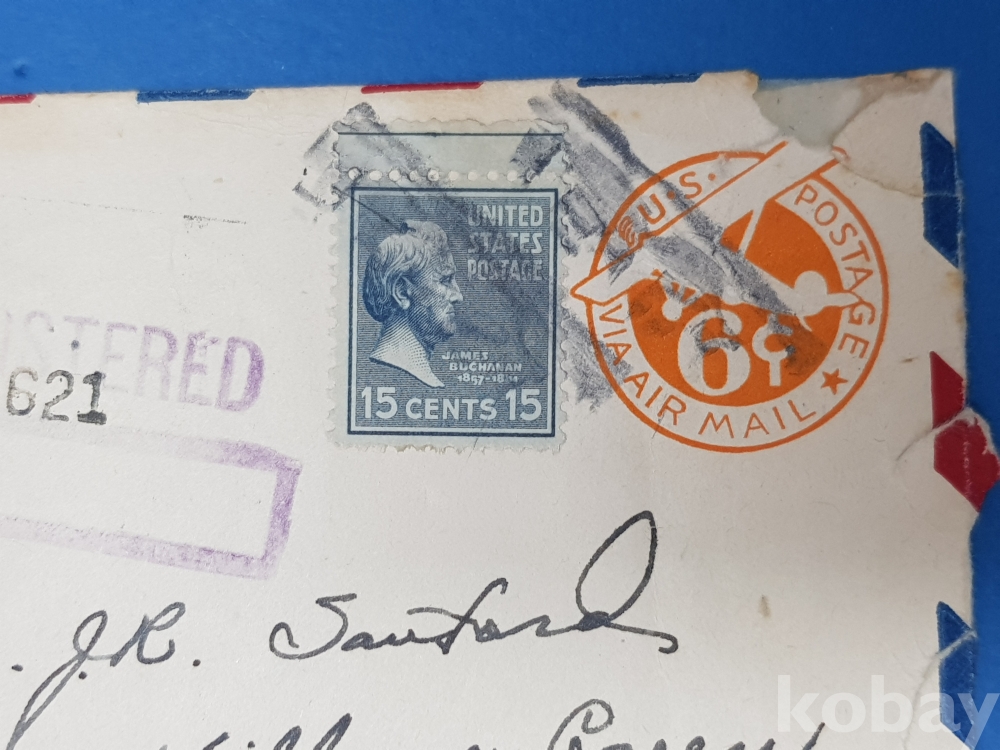 UNITED
STATES
POSTAGE
JAMES
BUCHANAN
15 CENTS 15
U.S. POSTAGE
6¢
VIA AIR MAIL
ISTERED
621
J.R. Sanford
kobay